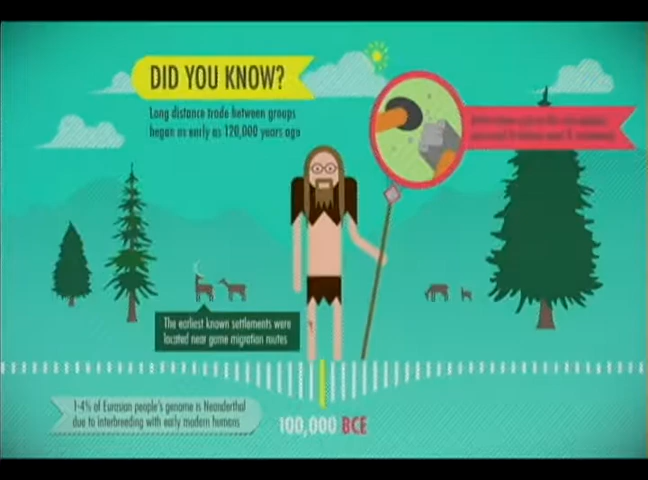 DID YOU KNOW?
Long distance trade between groups
began as early as 120,000 years ago
The earliest known settlements were
located near game migration routes
1-4% of Eurasian people's genome is Neanderthal
due to interbreeding with early modern humans
100,000 BCE